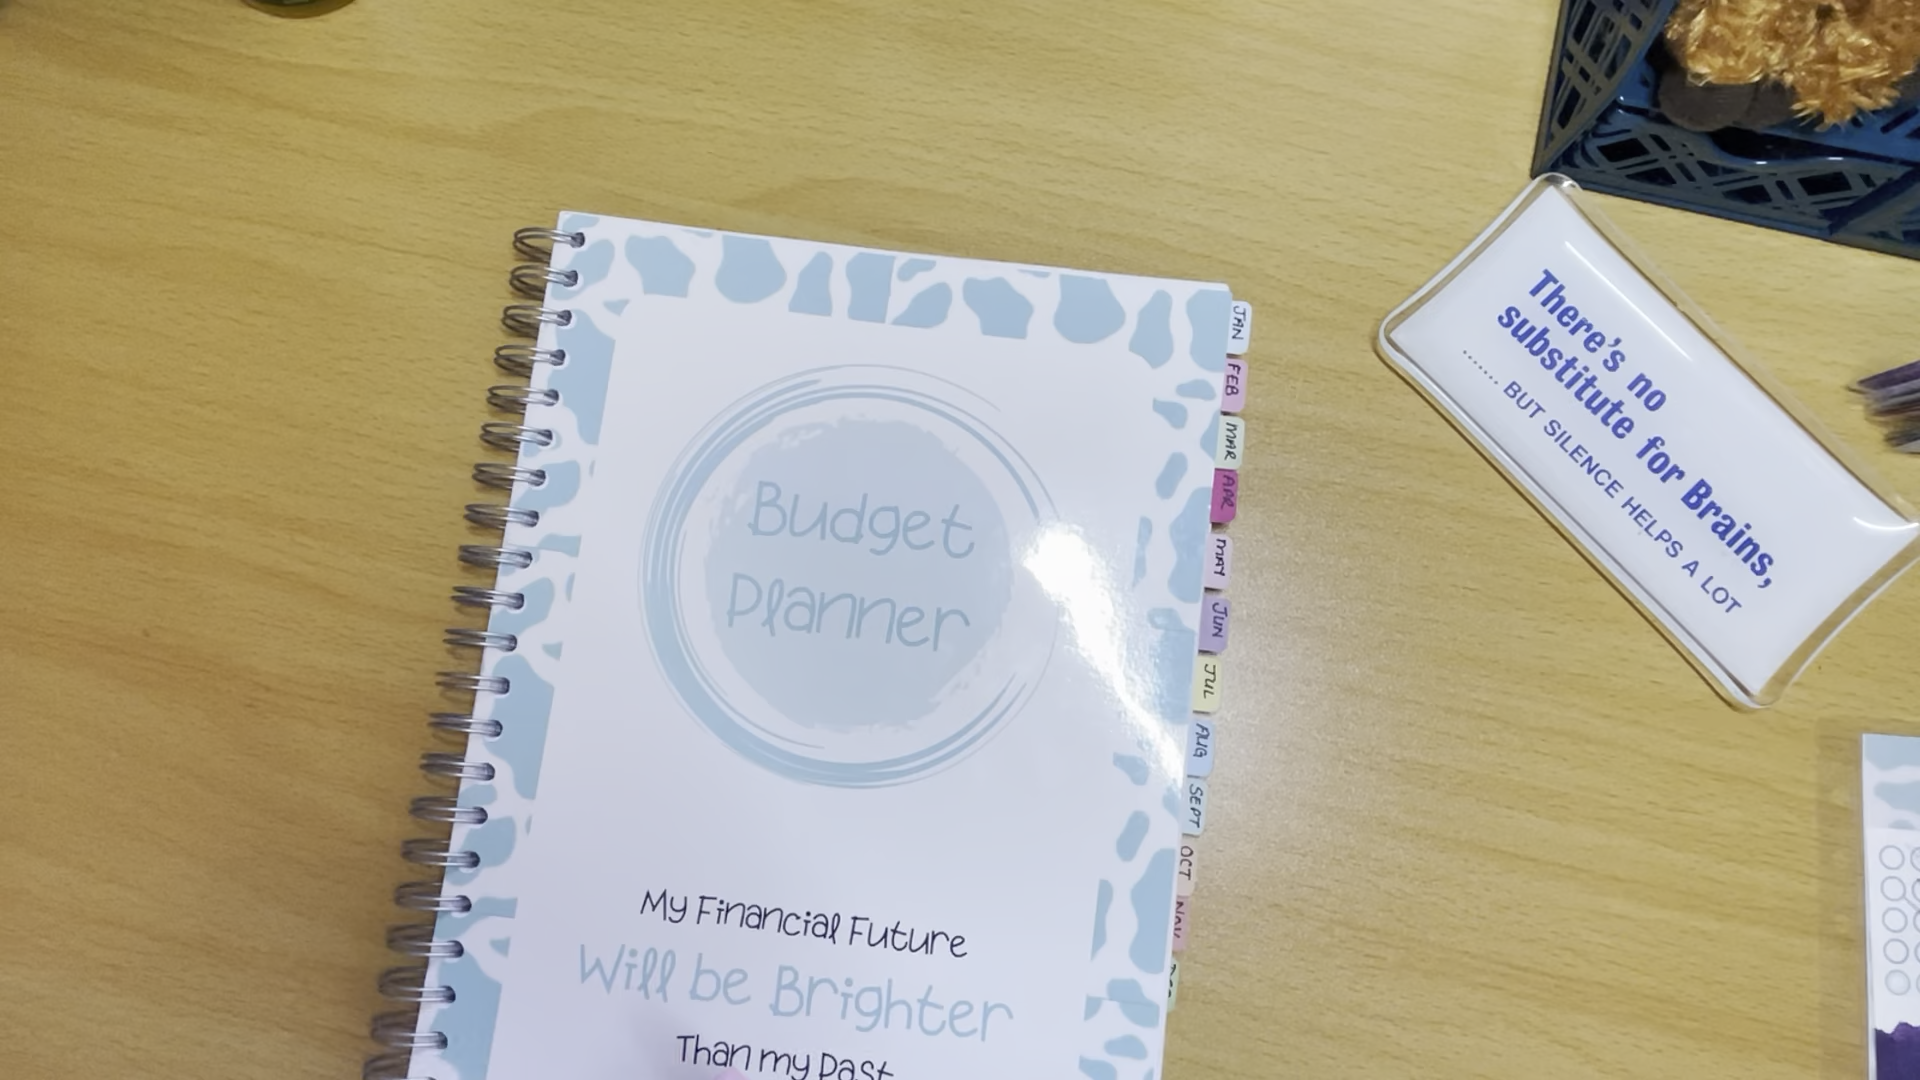 Budget
Planner
My Financial Future
Will be Brighter
Than my Past
JAN
FEB
MAR
APR
MAY
JUN
JUL
AUG
SEPT
OCT
NOV
There's no
substitute for Brains,
....... BUT SILENCE HELPS A LOT